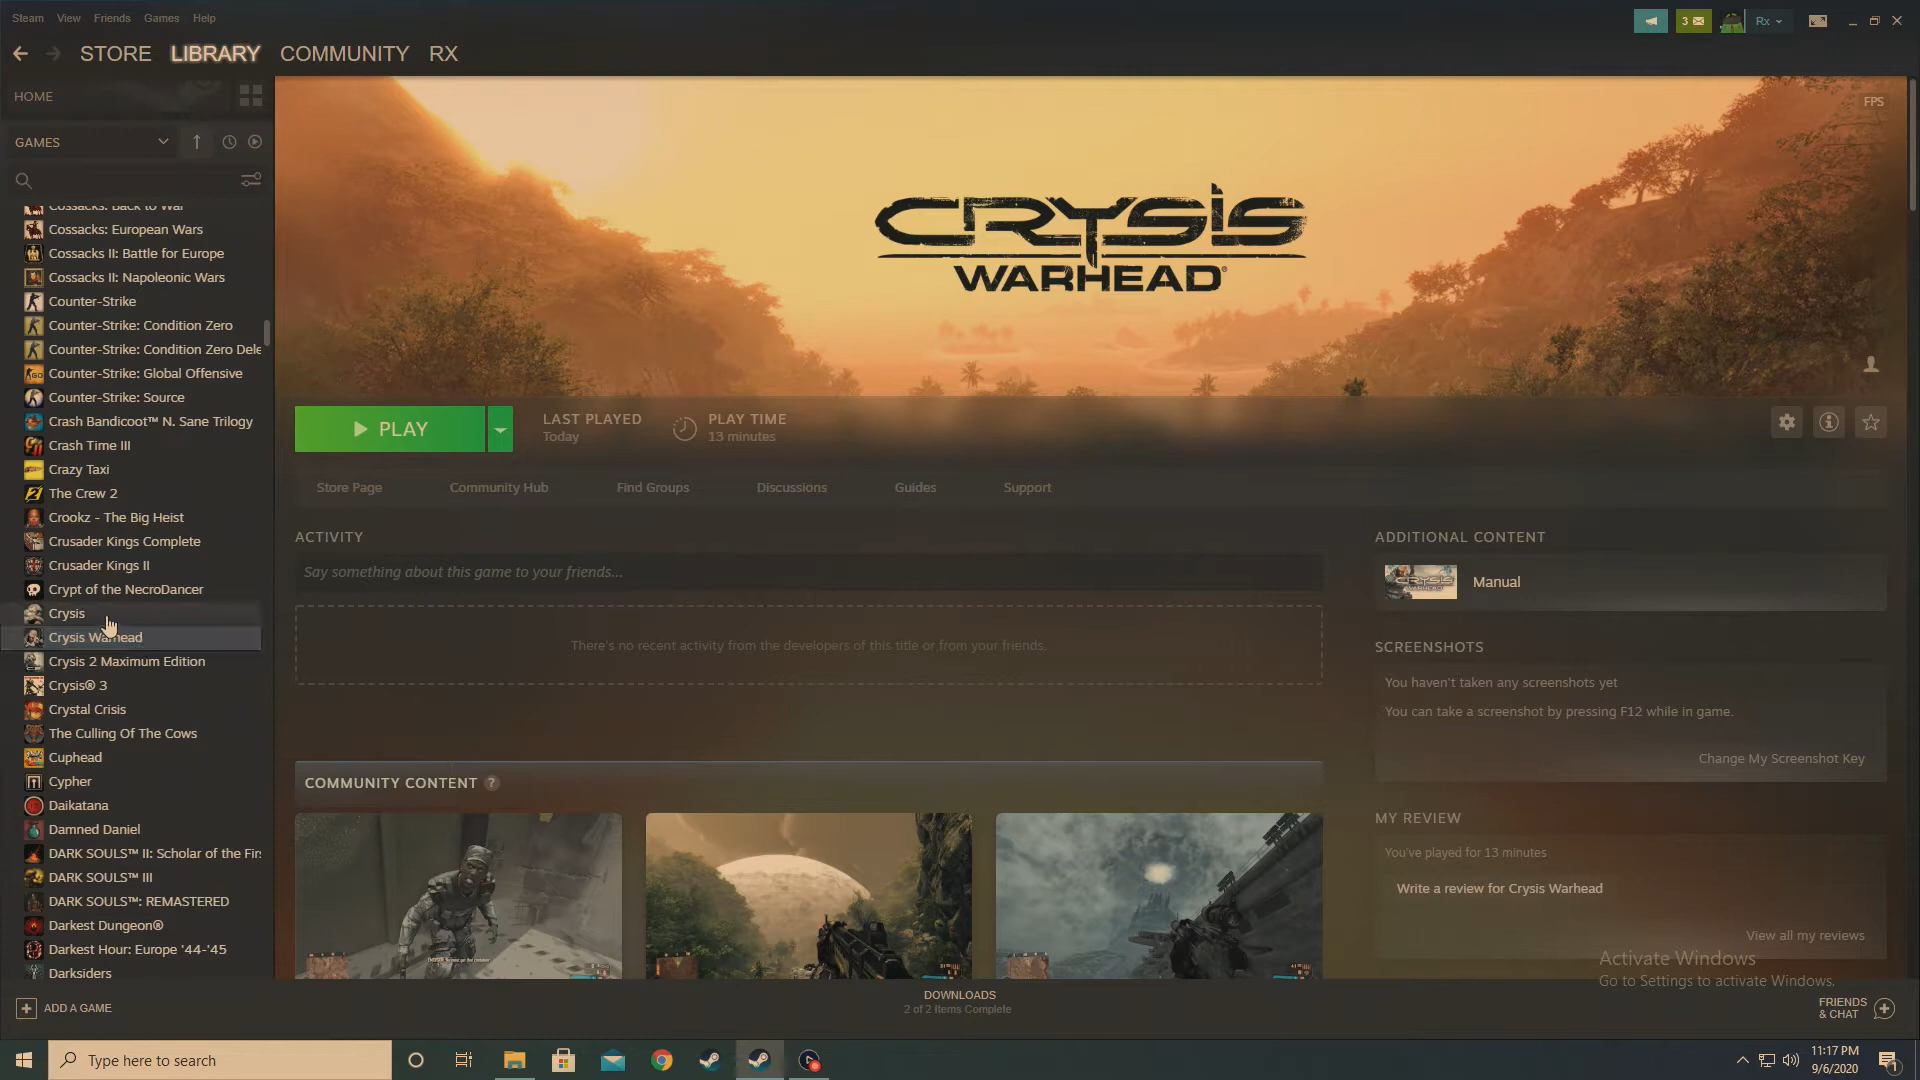 Steam View Friends Games Help
3
Rx
STORE LIBRARY COMMUNITY RX
HOME
GAMES
Cossacks: Back to War
Cossacks: European Wars
Cossacks II: Battle for Europe
Cossacks II: Napoleonic Wars
Counter-Strike
Counter-Strike: Condition Zero
Counter-Strike: Condition Zero Dele
Counter-Strike: Global Offensive
Counter-Strike: Source
Crash Bandicoot™ N. Sane Trilogy
Crash Time III
Crazy Taxi
The Crew 2
Crookz - The Big Heist
Crusader Kings Complete
Crusader Kings II
Crypt of the NecroDancer
Crysis
Crysis Warhead
Crysis 2 Maximum Edition
Crysis® 3
Crystal Crisis
The Culling Of The Cows
Cuphead
Cypher
Daikatana
Damned Daniel
DARK SOULS™ II: Scholar of the Firs
DARK SOULS™ III
DARK SOULS™: REMASTERED
Darkest Dungeon®
Darkest Hour: Europe '44-'45
Darksiders
ADD A GAME
FPS
CRYSIS
WARHEAD®
PLAY
LAST PLAYED
Today
PLAY TIME
13 minutes
Store Page Community Hub Find Groups Discussions Guides Support
ACTIVITY
Say something about this game to your friends...
There's no recent activity from the developers of this title or from your friends.
COMMUNITY CONTENT ?
ADDITIONAL CONTENT
CRYSIS
WARHEAD
Manual
SCREENSHOTS
You haven't taken any screenshots yet
You can take a screenshot by pressing F12 while in game.
Change My Screenshot Key
MY REVIEW
You've played for 13 minutes
Write a review for Crysis Warhead
View all my reviews
Activate Windows
Go to Settings to activate Windows.
DOWNLOADS
2 of 2 Items Complete
FRIENDS
& CHAT
Type here to search
11:17 PM
9/6/2020
1